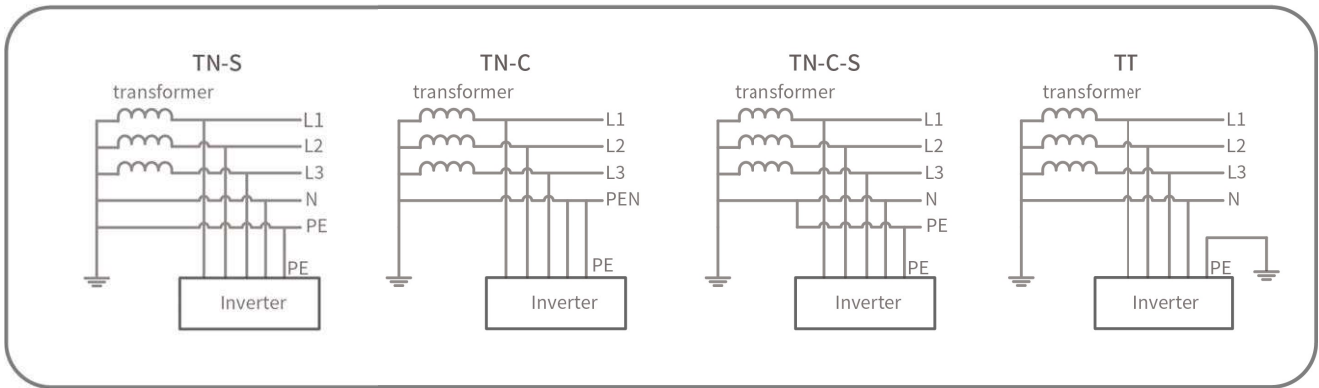 TN-S
transformer
L1
L2
L3
N
PE
PE
Inverter
TN-C
transformer
L1
L2
L3
PEN
PE
Inverter
TN-C-S
transformer
L1
L2
L3
N
PE
PE
Inverter
TT
transformer
L1
L2
L3
N
PE
Inverter